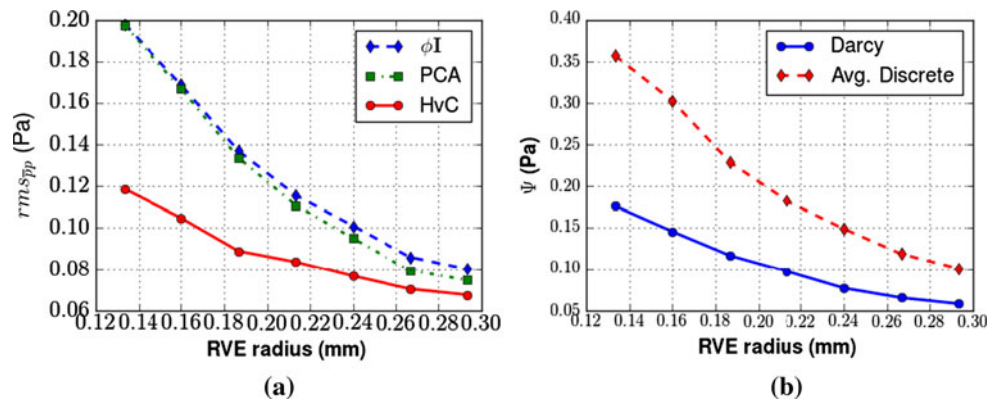 0.20
0.18
0.16
0.14
0.12
0.10
0.08
0.06
rms_p̄p (Pa)
ϕI
PCA
HvC
0.12 0.14 0.16 0.18 0.20 0.22 0.24 0.26 0.28 0.30
RVE radius (mm)
(a)
0.40
0.35
0.30
0.25
0.20
0.15
0.10
0.05
Ψ (Pa)
Darcy
Avg. Discrete
0.12 0.14 0.16 0.18 0.20 0.22 0.24 0.26 0.28 0.30
RVE radius (mm)
(b)